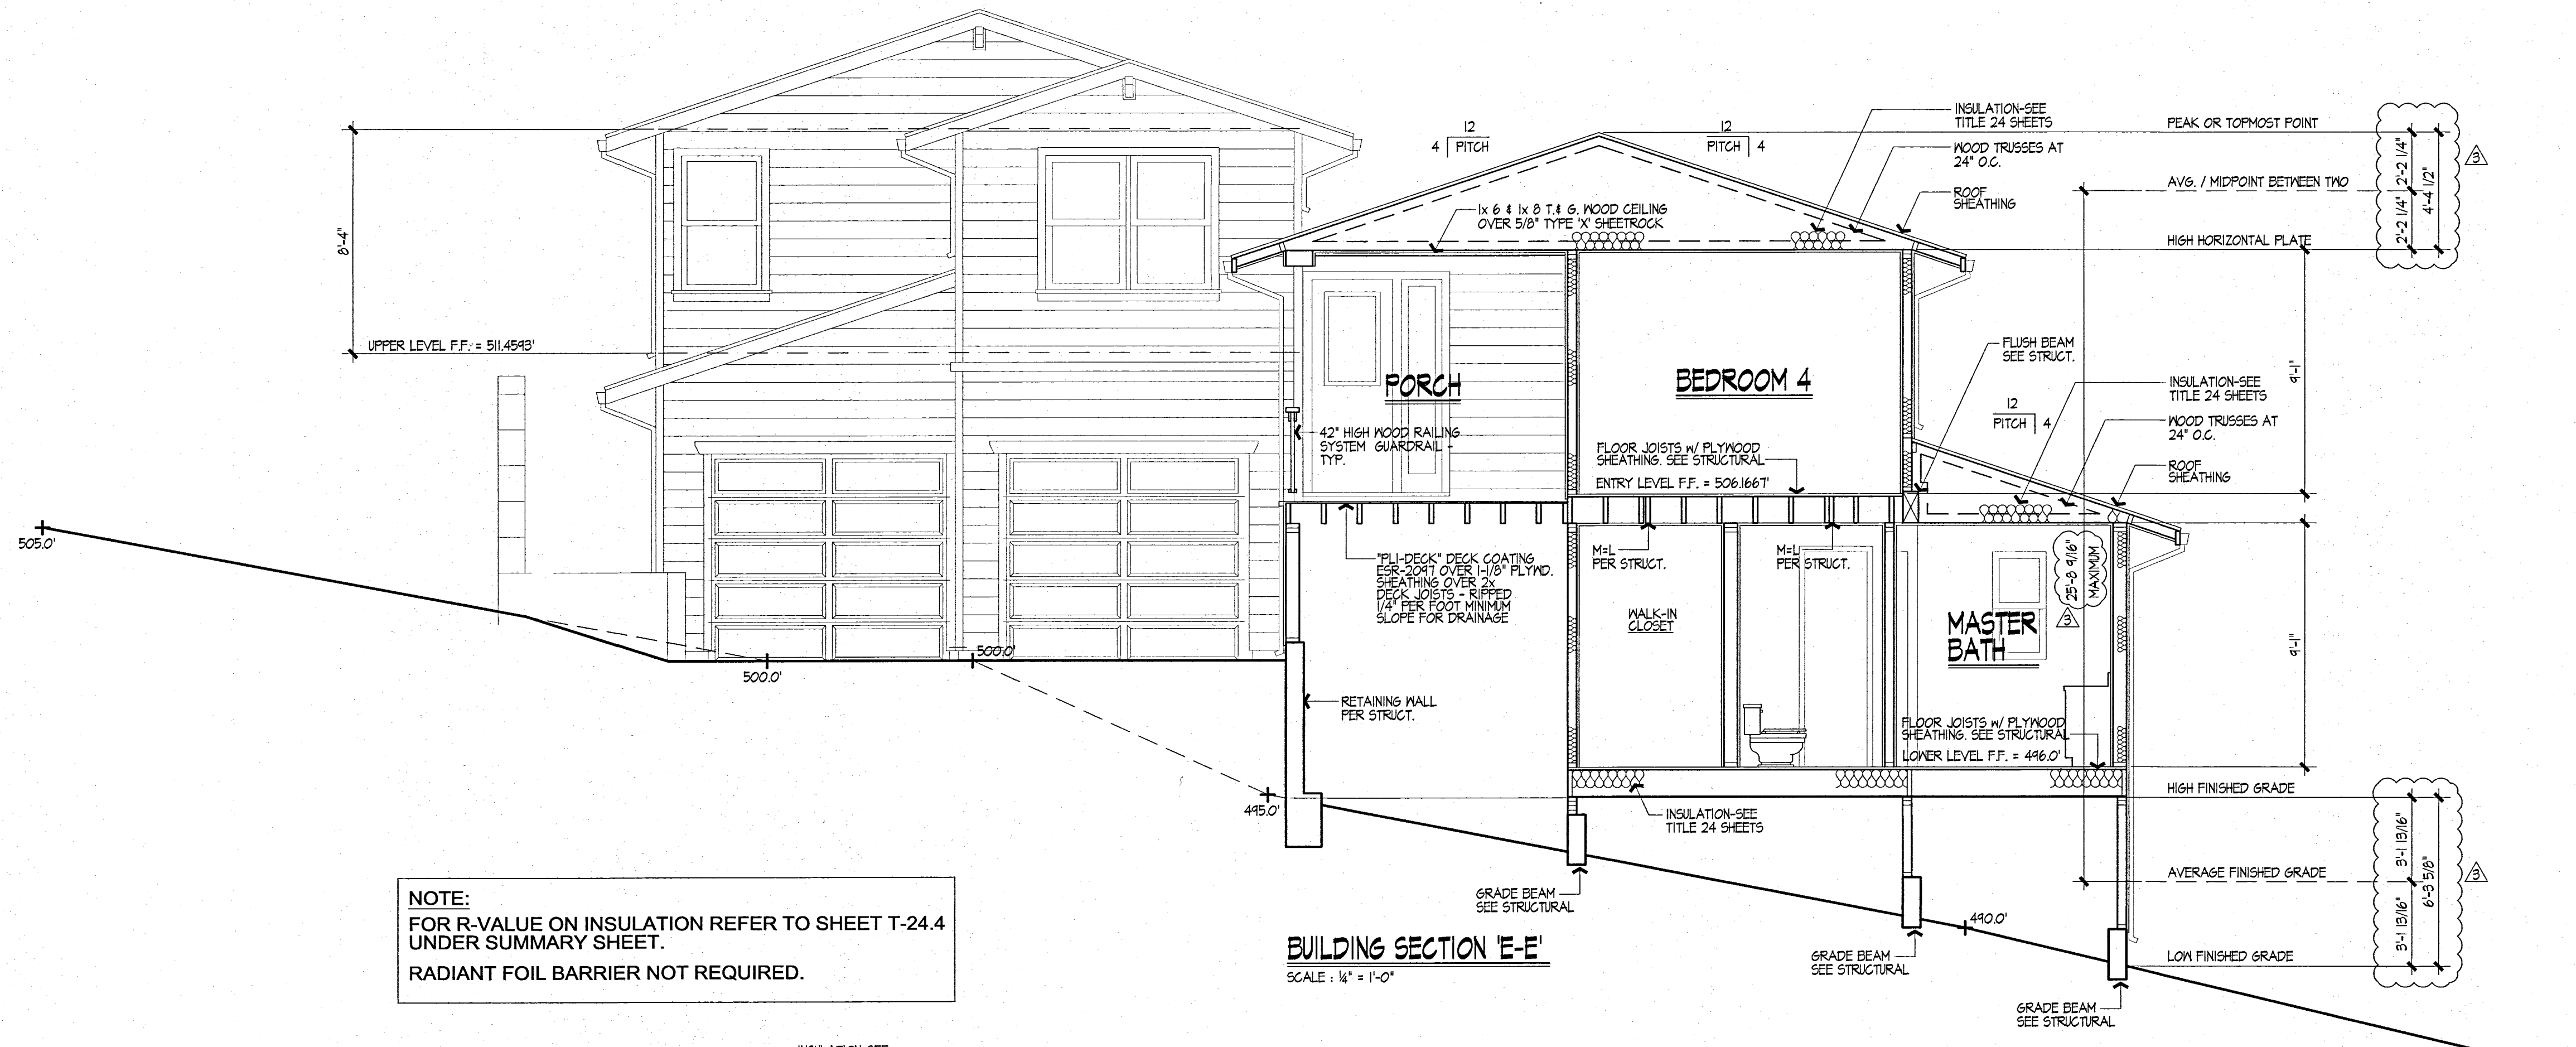 12
4 PITCH
12
PITCH 4
INSULATION-SEE
TITLE 24 SHEETS
WOOD TRUSSES AT
24" O.C.
ROOF
SHEATHING
PEAK OR TOPMOST POINT
AVG. / MIDPOINT BETWEEN TWO
HIGH HORIZONTAL PLATE
2'-2 1/4"
2'-2 1/4"
4'-4 1/2"
3
1x 6 & 1x 8 T.& G. WOOD CEILING
OVER 5/8" TYPE 'X' SHEETROCK
8'-4"
UPPER LEVEL F.F. = 511.4593'
PORCH
BEDROOM 4
42" HIGH WOOD RAILING
SYSTEM GUARDRAIL -
TYP.
FLOOR JOISTS w/ PLYWOOD
SHEATHING. SEE STRUCTURAL
ENTRY LEVEL F.F. = 506.1667'
FLUSH BEAM
SEE STRUCT.
12
PITCH 4
INSULATION-SEE
TITLE 24 SHEETS
WOOD TRUSSES AT
24" O.C.
ROOF
SHEATHING
9'-1"
505.0'
"PLI-DECK" DECK COATING
ESR-2097 OVER 1-1/8" PLYWD.
SHEATHING OVER 2x
DECK JOISTS - RIPPED
1/4" PER FOOT MINIMUM
SLOPE FOR DRAINAGE
M=L
PER STRUCT.
M=L
PER STRUCT.
WALK-IN
CLOSET
25'-8 9/16"
MAXIMUM
3
MASTER
BATH
9'-1"
500.0'
500.0'
RETAINING WALL
PER STRUCT.
FLOOR JOISTS w/ PLYWOOD
SHEATHING. SEE STRUCTURAL
LOWER LEVEL F.F. = 496.0'
495.0'
INSULATION-SEE
TITLE 24 SHEETS
HIGH FINISHED GRADE
AVERAGE FINISHED GRADE
LOW FINISHED GRADE
3'-1 13/16"
3'-1 13/16"
6'-3 5/8"
3
GRADE BEAM
SEE STRUCTURAL
490.0'
GRADE BEAM
SEE STRUCTURAL
GRADE BEAM
SEE STRUCTURAL
NOTE:
FOR R-VALUE ON INSULATION REFER TO SHEET T-24.4
UNDER SUMMARY SHEET.
RADIANT FOIL BARRIER NOT REQUIRED.
BUILDING SECTION 'E-E'
SCALE : 1/4" = 1'-0"